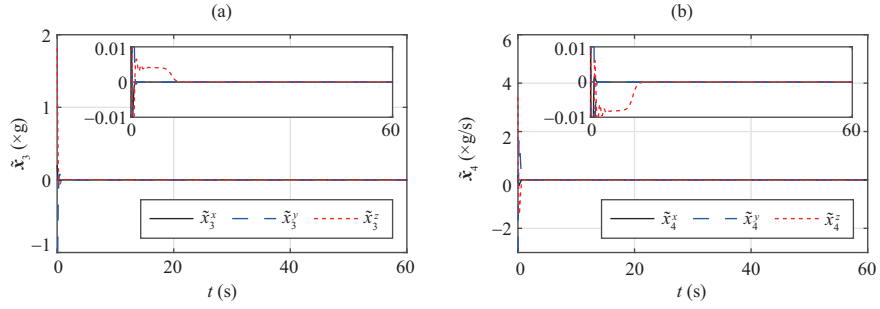 (a)
2
1
0
−1
x̃₃ (×g)
0.01
0
−0.01
0
60
x̃₃ˣ x̃₃ʸ x̃₃ᶻ
0 20 40 60
t (s)
(b)
6
4
2
0
−2
x̃₄ (×g/s)
0.01
0
−0.01
0
60
x̃₄ˣ x̃₄ʸ x̃₄ᶻ
0 20 40 60
t (s)